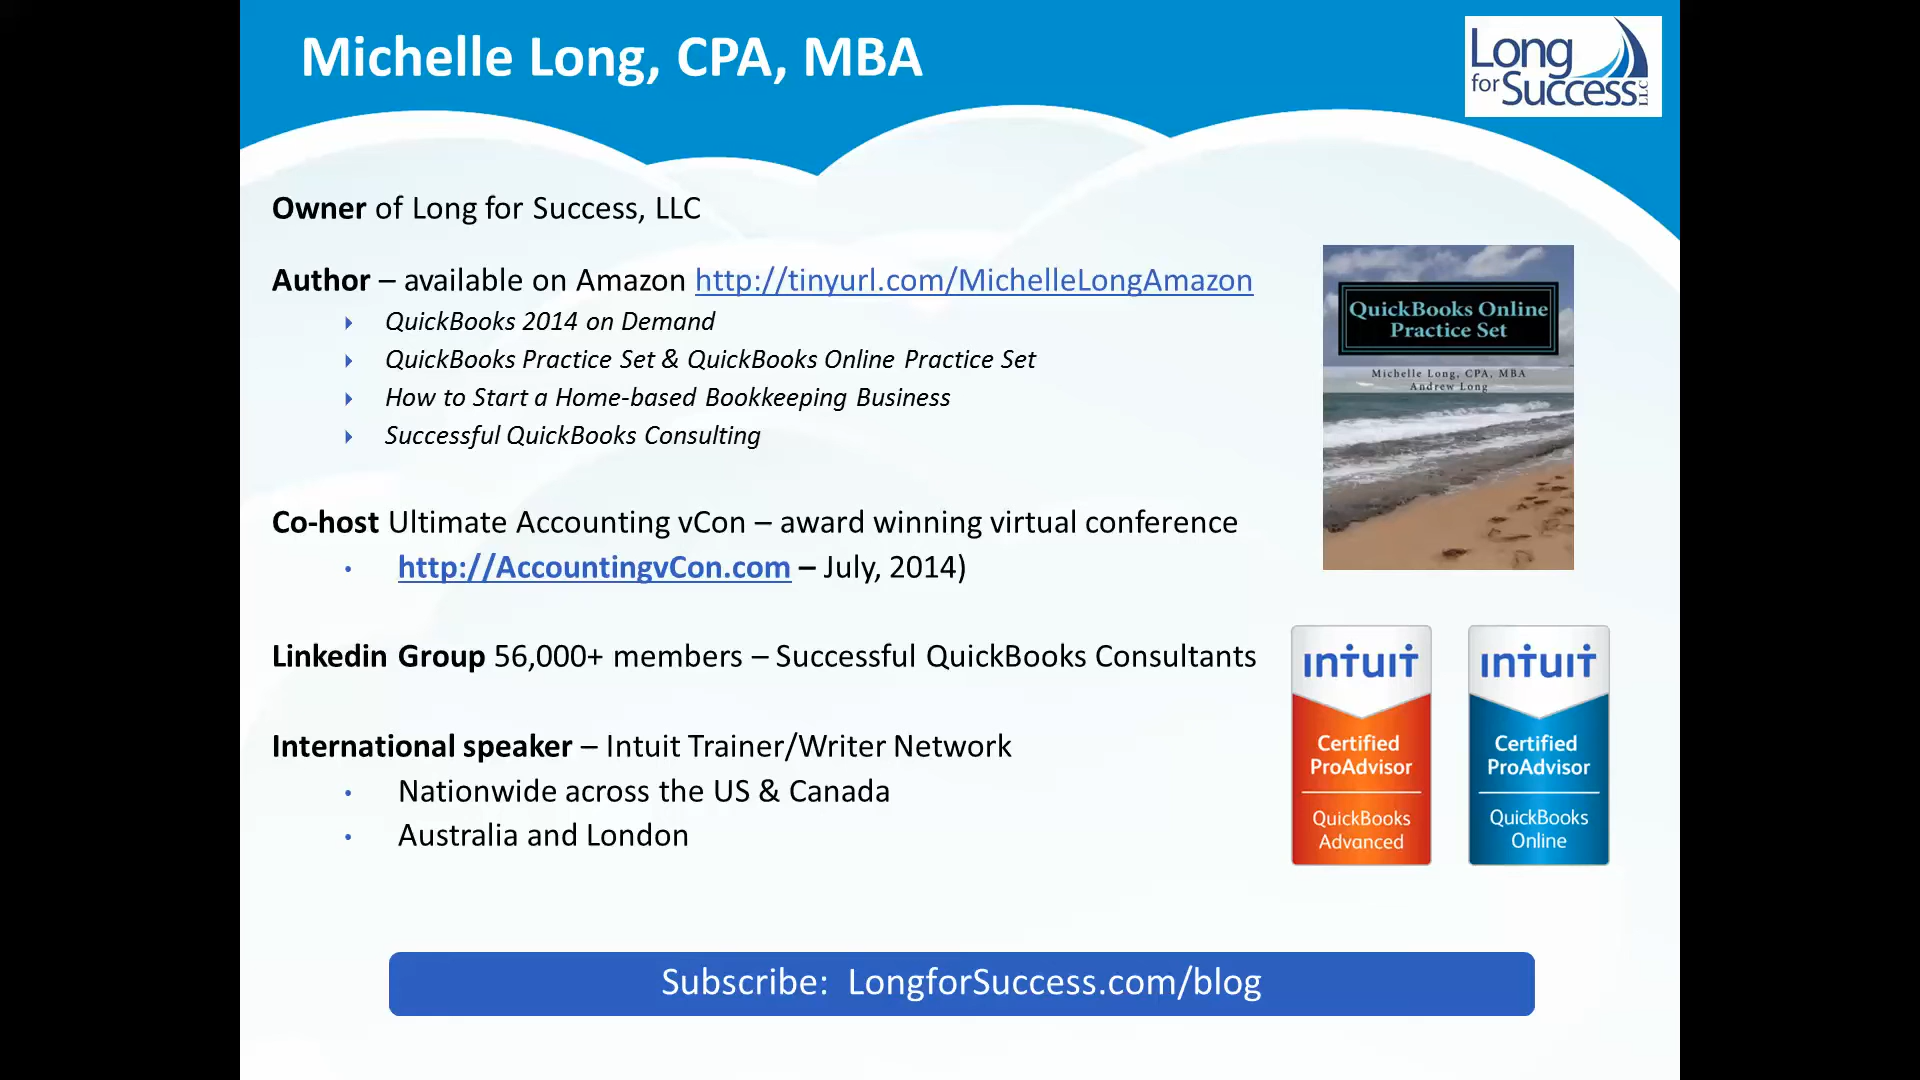 Michelle Long, CPA, MBA
Long
for Success LLC
Owner of Long for Success, LLC
Author – available on Amazon http://tinyurl.com/MichelleLongAmazon
QuickBooks 2014 on Demand
QuickBooks Practice Set & QuickBooks Online Practice Set
How to Start a Home-based Bookkeeping Business
Successful QuickBooks Consulting
QuickBooks Online
Practice Set
Michelle Long, CPA, MBA
Andrew Long
Co-host Ultimate Accounting vCon – award winning virtual conference
• http://AccountingvCon.com – July, 2014)
Linkedin Group 56,000+ members – Successful QuickBooks Consultants
International speaker – Intuit Trainer/Writer Network
• Nationwide across the US & Canada
• Australia and London
intuit
Certified
ProAdvisor
QuickBooks
Advanced
intuit
Certified
ProAdvisor
QuickBooks
Online
Subscribe: LongforSuccess.com/blog